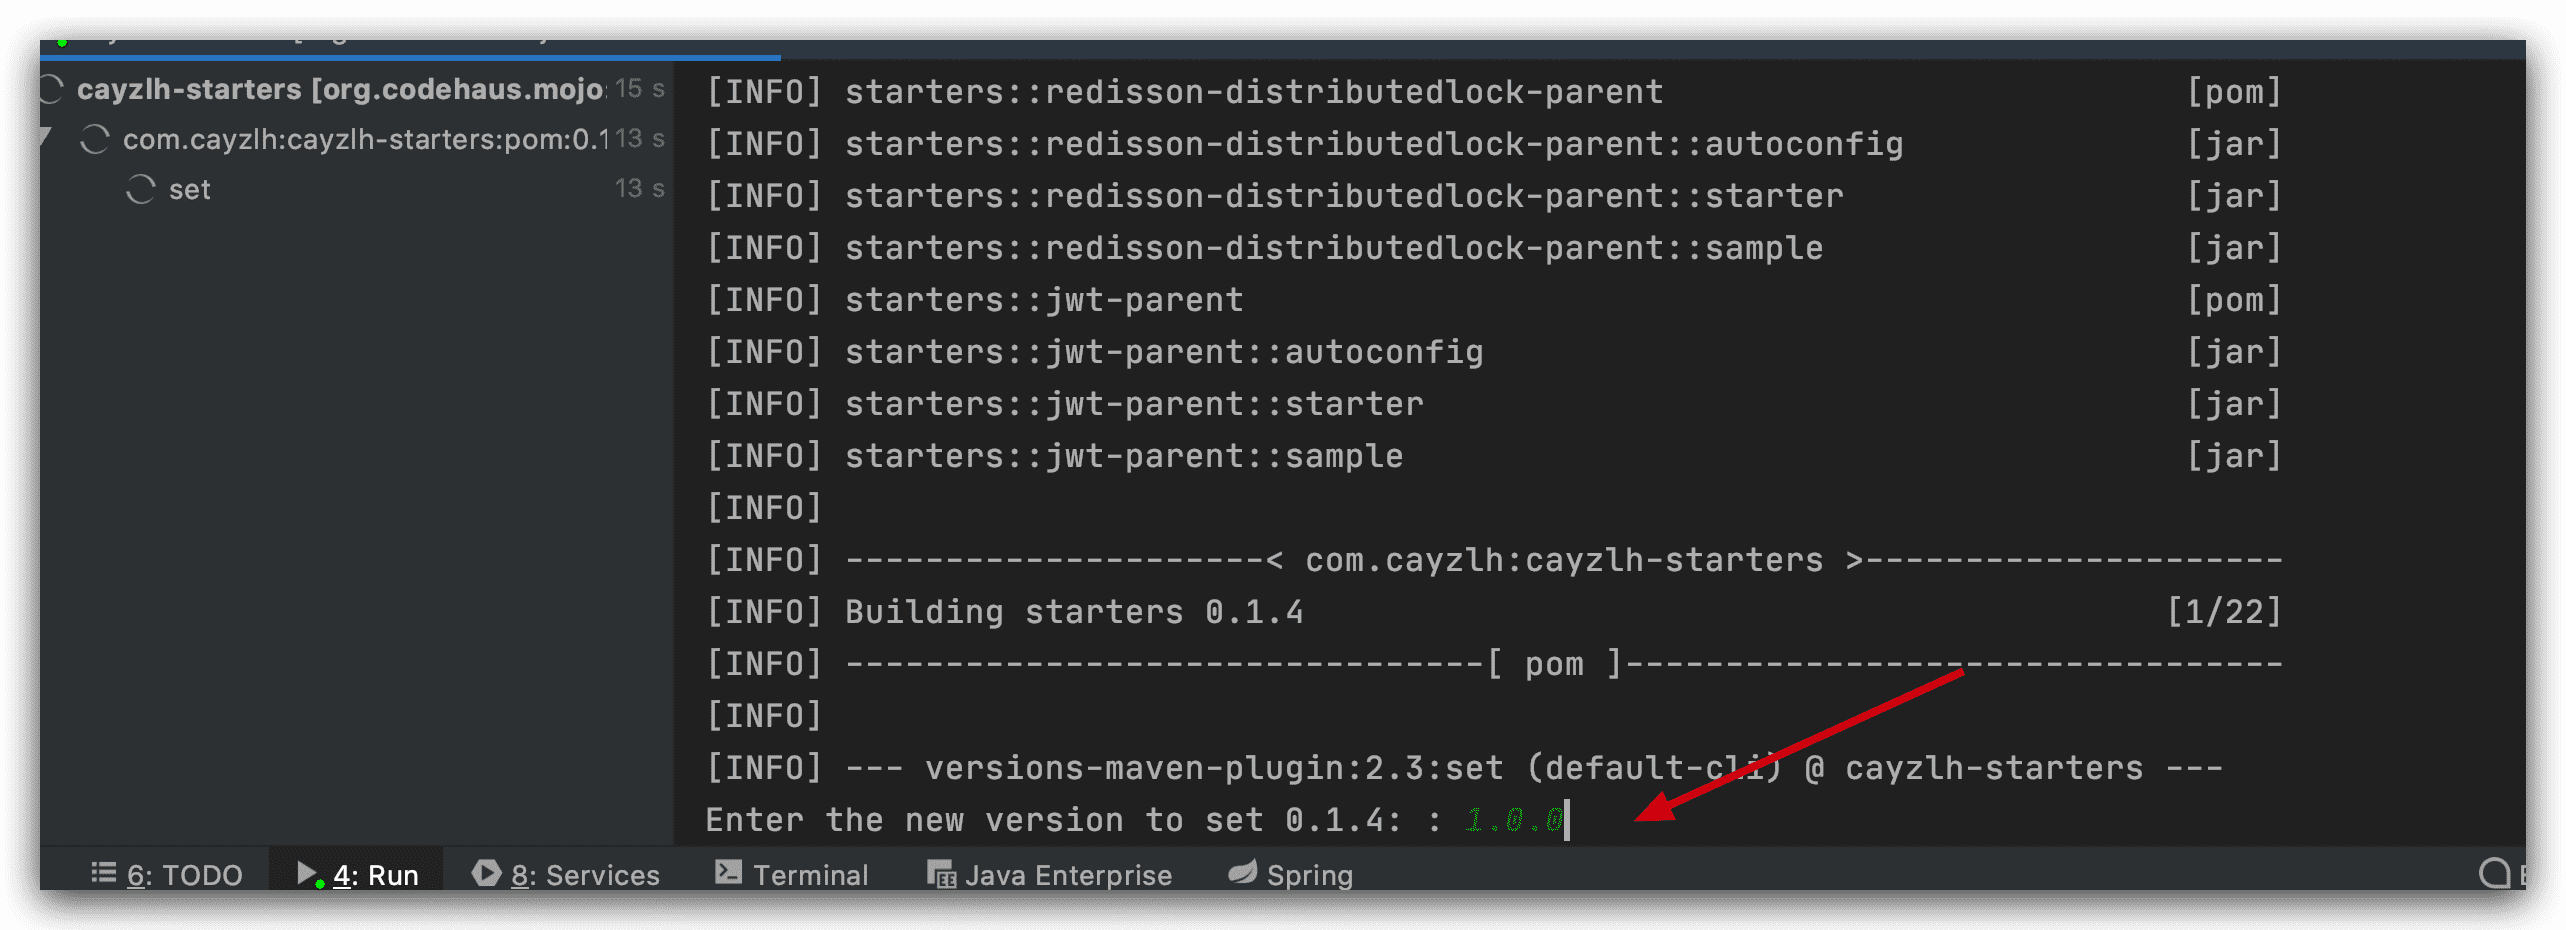 cayzlh-starters [org.codehaus.mojo: 15 s
com.cayzlh:cayzlh-starters:pom:0.1 13 s
set 13 s
[INFO] starters::redisson-distributedlock-parent [pom]
[INFO] starters::redisson-distributedlock-parent::autoconfig [jar]
[INFO] starters::redisson-distributedlock-parent::starter [jar]
[INFO] starters::redisson-distributedlock-parent::sample [jar]
[INFO] starters::jwt-parent [pom]
[INFO] starters::jwt-parent::autoconfig [jar]
[INFO] starters::jwt-parent::starter [jar]
[INFO] starters::jwt-parent::sample [jar]
[INFO]
[INFO] ---------------------< com.cayzlh:cayzlh-starters >---------------------
[INFO] Building starters 0.1.4 [1/22]
[INFO] --------------------------------[ pom ]---------------------------------
[INFO]
[INFO] --- versions-maven-plugin:2.3:set (default-cli) @ cayzlh-starters ---
Enter the new version to set 0.1.4: : 1.0.0
6: TODO 4: Run 8: Services Terminal Java Enterprise Spring